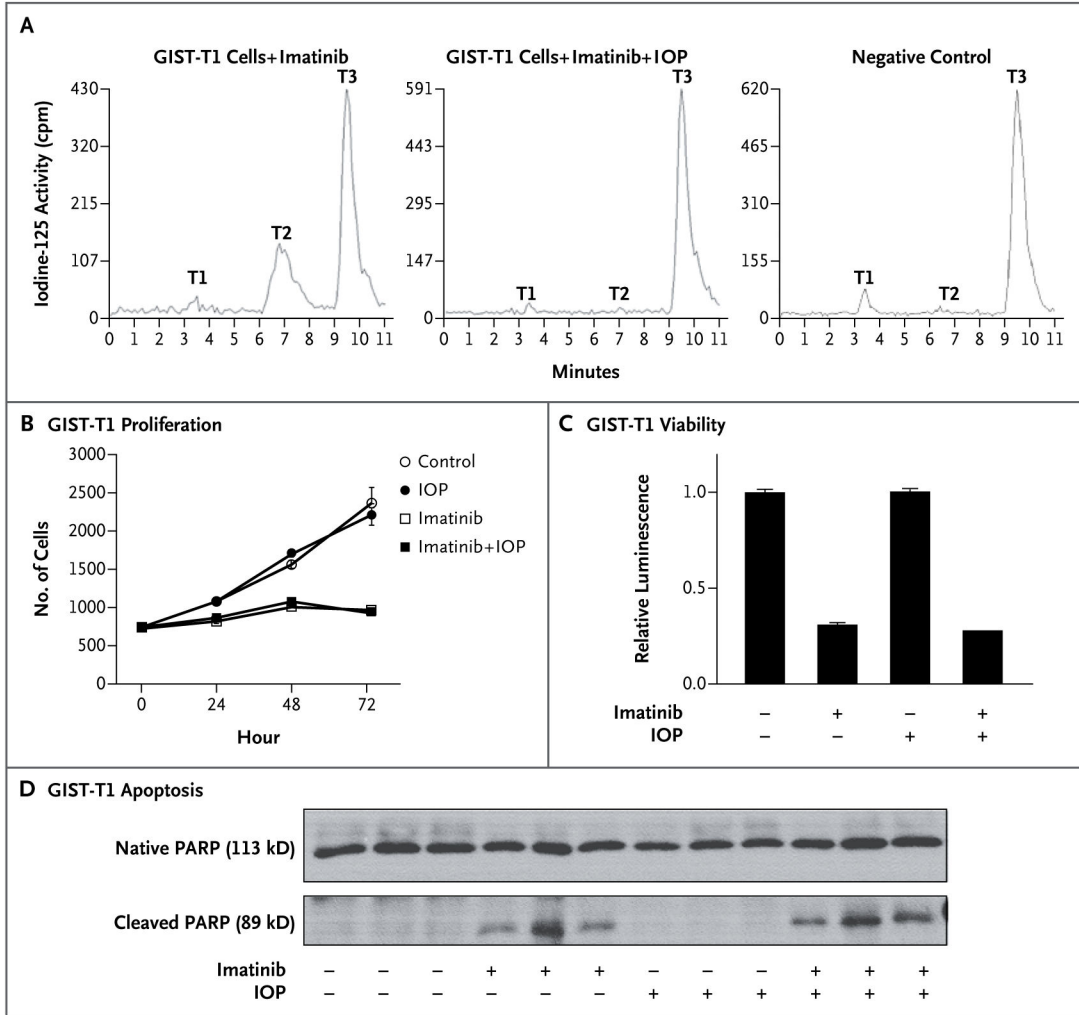 A
GIST-T1 Cells+Imatinib
GIST-T1 Cells+Imatinib+IOP
Negative Control
Iodine-125 Activity (cpm)
430
320
215
107
0
T1
T2
T3
0 1 2 3 4 5 6 7 8 9 10 11
591
443
295
147
0
T1
T2
T3
0 1 2 3 4 5 6 7 8 9 10 11
620
465
310
155
0
T1
T2
T3
0 1 2 3 4 5 6 7 8 9 10 11
Minutes
B GIST-T1 Proliferation
No. of Cells
3000
2500
2000
1500
1000
500
0
0 24 48 72
Hour
Control
IOP
Imatinib
Imatinib+IOP
C GIST-T1 Viability
Relative Luminescence
1.0
0.5
0.0
Imatinib – + – +
IOP – – + +
D GIST-T1 Apoptosis
Native PARP (113 kD)
Cleaved PARP (89 kD)
Imatinib – – – + + + – – – + + +
IOP – – – – – – + + + + + +